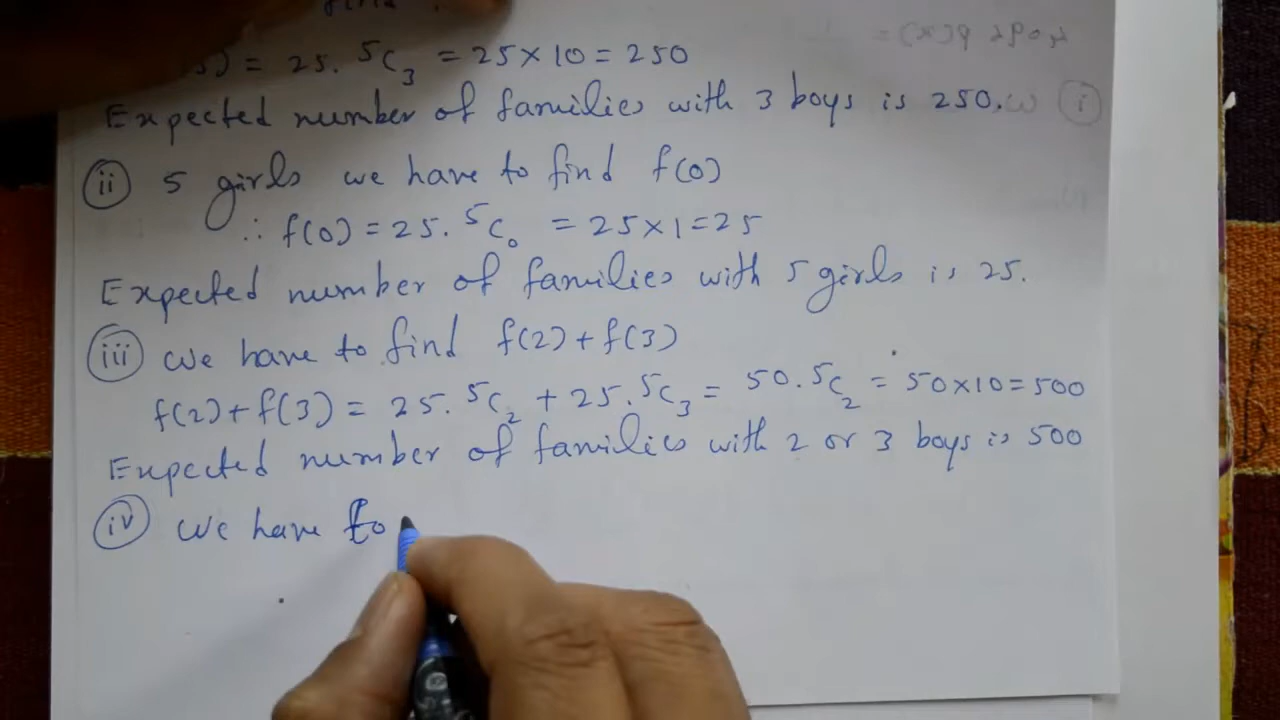 ) = 25. ⁵C₃ = 25 × 10 = 250
Expected number of families with 3 boys is 250.
(ii) 5 girls we have to find f(0)
∴ f(0) = 25. ⁵C₀ = 25 × 1 = 25
Expected number of families with 5 girls is 25.
(iii) we have to find f(2) + f(3)
f(2) + f(3) = 25. ⁵C₂ + 25. ⁵C₃ = 50. ⁵C₂ = 50 × 10 = 500
Expected number of families with 2 or 3 boys is 500
(iv) We have to